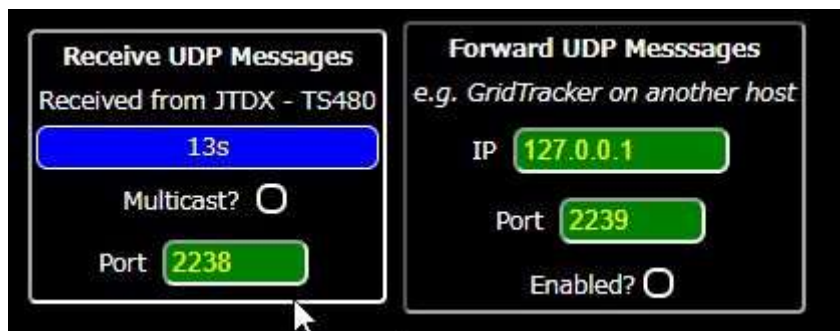 Receive UDP Messages
Received from JTDX - TS480
13s
Multicast?
Port 2238
Forward UDP Messsages
e.g. GridTracker on another host
IP 127.0.0.1
Port 2239
Enabled?